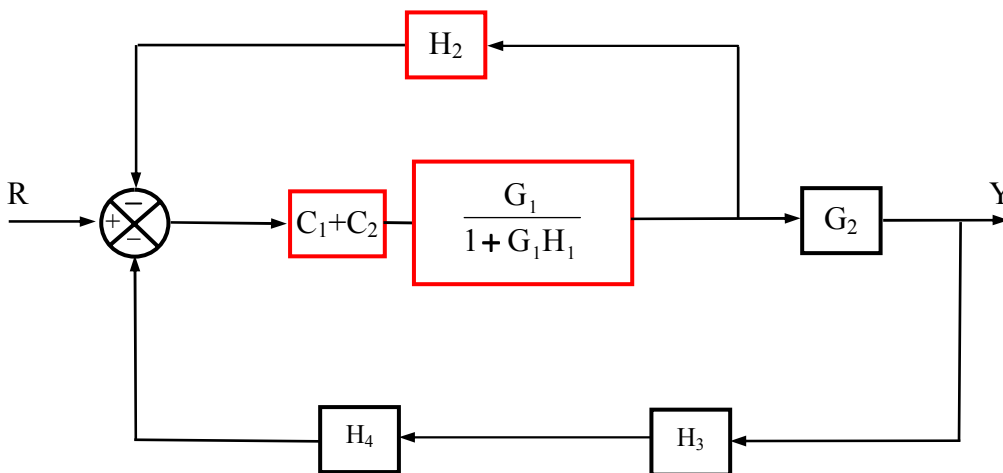 H₂
R
Y
−
+
−
C₁+C₂
G₁
1 + G₁H₁
G₂
H₄
H₃